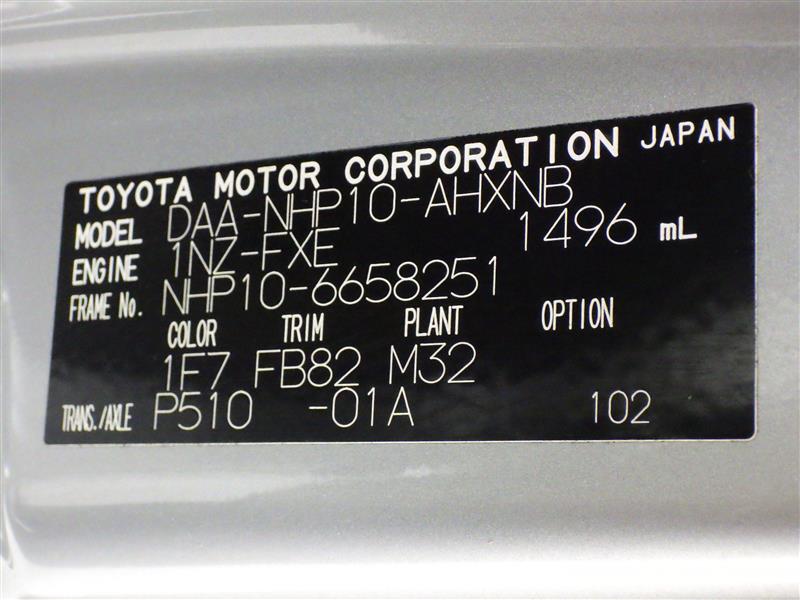 TOYOTA MOTOR CORPORATION JAPAN
MODEL DAA-NHP10-AHXNB
ENGINE 1NZ-FXE 1496 mL
FRAME No. NHP10-6658251
COLOR TRIM PLANT OPTION
1F7 FB82 M32
TRANS./AXLE P510 -01A 102